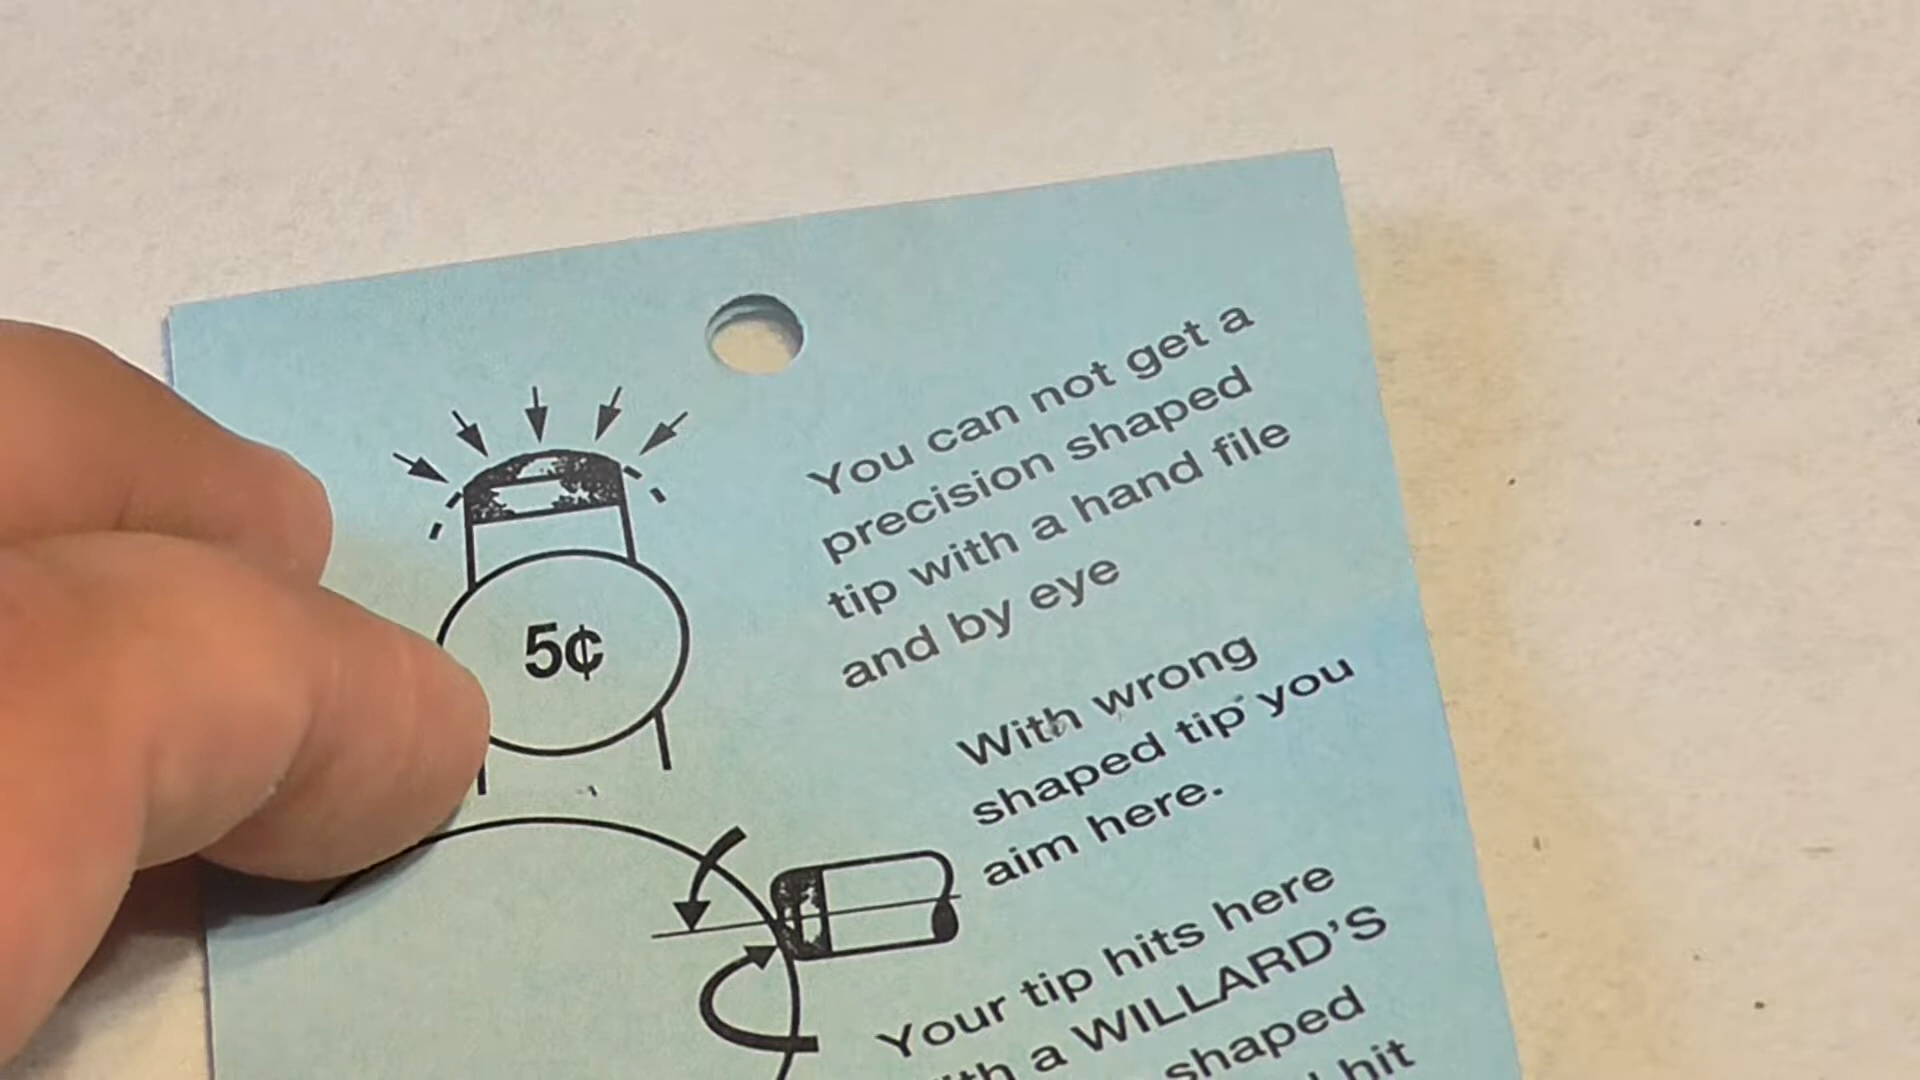 You can not get a
precision shaped
tip with a hand file
and by eye
5¢
With wrong
shaped tip you
aim here.
Your tip hits here
a WILLARD'S
shaped
hit